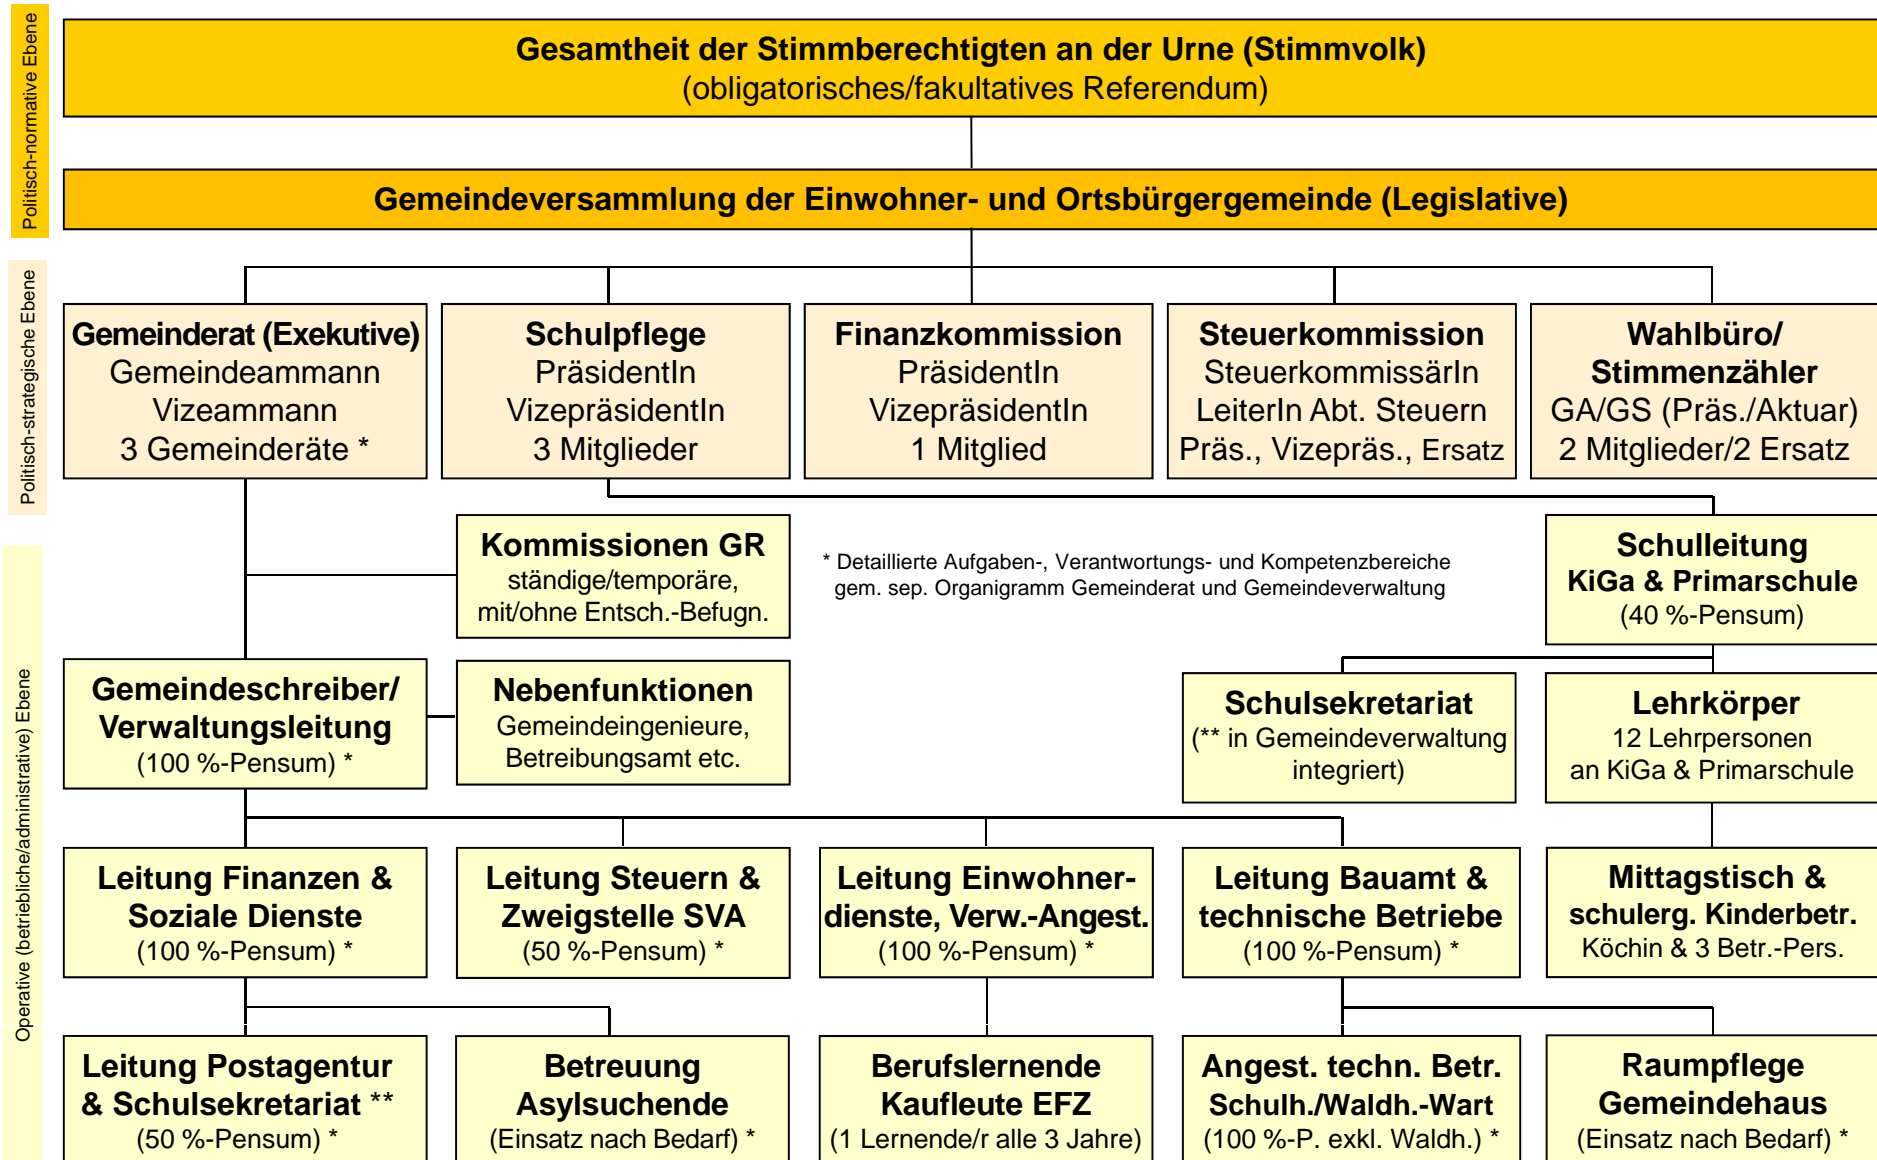 Politisch-normative Ebene
Gesamtheit der Stimmberechtigten an der Urne (Stimmvolk)
(obligatorisches/fakultatives Referendum)
Gemeindeversammlung der Einwohner- und Ortsbürgergemeinde (Legislative)
Politisch-strategische Ebene
Gemeinderat (Exekutive)
Gemeindeammann
Vizeammann
3 Gemeinderäte *
Schulpflege
PräsidentIn
VizepräsidentIn
3 Mitglieder
Finanzkommission
PräsidentIn
VizepräsidentIn
1 Mitglied
Steuerkommission
SteuerkommissärIn
LeiterIn Abt. Steuern
Präs., Vizepräs., Ersatz
Wahlbüro/
Stimmenzähler
GA/GS (Präs./Aktuar)
2 Mitglieder/2 Ersatz
Operative (betriebliche/administrative) Ebene
Kommissionen GR
ständige/temporäre,
mit/ohne Entsch.-Befugn.
* Detaillierte Aufgaben-, Verantwortungs- und Kompetenzbereiche
gem. sep. Organigramm Gemeinderat und Gemeindeverwaltung
Schulleitung
KiGa & Primarschule
(40 %-Pensum)
Gemeindeschreiber/
Verwaltungsleitung
(100 %-Pensum) *
Nebenfunktionen
Gemeindeingenieure,
Betreibungsamt etc.
Schulsekretariat
(** in Gemeindeverwaltung
integriert)
Lehrkörper
12 Lehrpersonen
an KiGa & Primarschule
Leitung Finanzen &
Soziale Dienste
(100 %-Pensum) *
Leitung Steuern &
Zweigstelle SVA
(50 %-Pensum) *
Leitung Einwohner-
dienste, Verw.-Angest.
(100 %-Pensum) *
Leitung Bauamt &
technische Betriebe
(100 %-Pensum) *
Mittagstisch &
schulerg. Kinderbetr.
Köchin & 3 Betr.-Pers.
Leitung Postagentur
& Schulsekretariat **
(50 %-Pensum) *
Betreuung
Asylsuchende
(Einsatz nach Bedarf) *
Berufslernende
Kaufleute EFZ
(1 Lernende/r alle 3 Jahre)
Angest. techn. Betr.
Schulh./Waldh.-Wart
(100 %-P. exkl. Waldh.) *
Raumpflege
Gemeindehaus
(Einsatz nach Bedarf) *